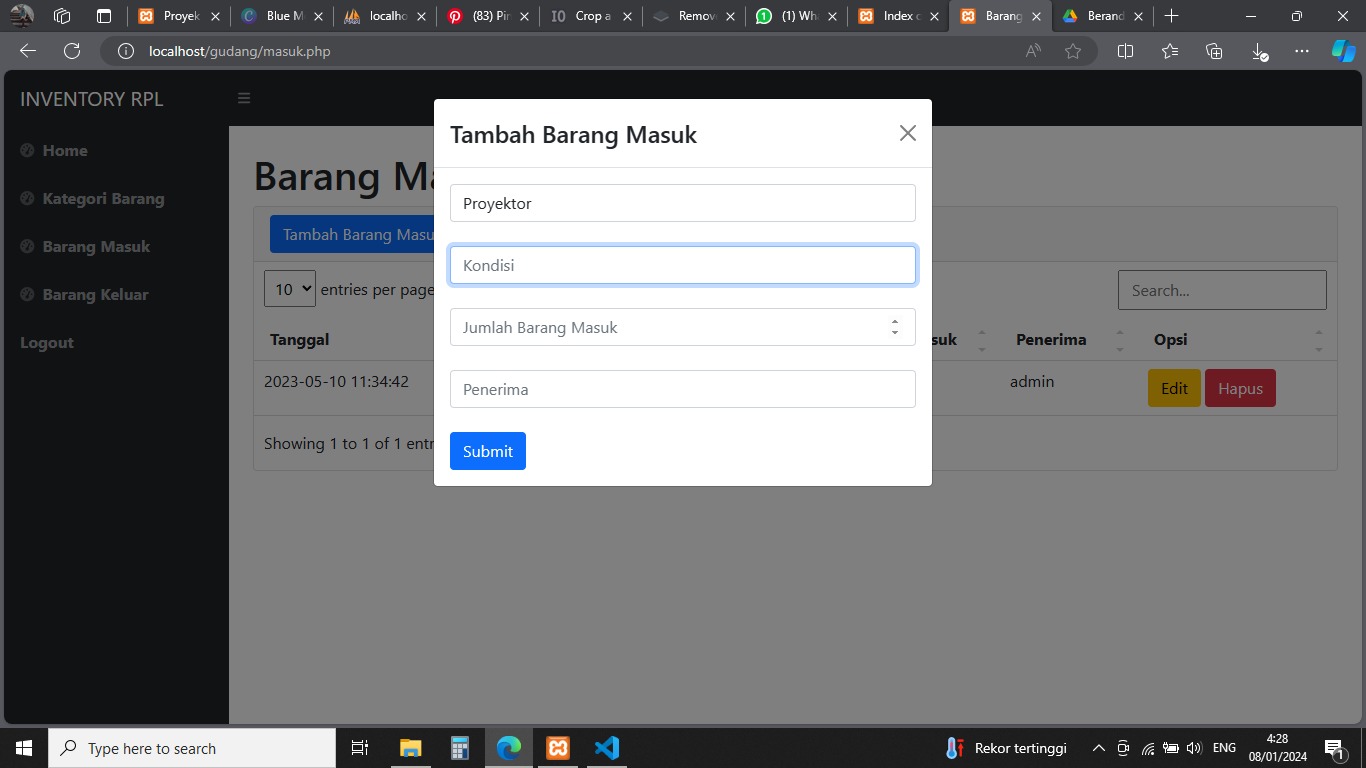 Proyek
Blue M
localho
(83) Pin
Crop a
Remov
(1) Wh
Index o
Barang
Berand
localhost/gudang/masuk.php
INVENTORY RPL
Home
Kategori Barang
Barang Masuk
Barang Keluar
Logout
Barang Ma
Tambah Barang Masu
10 entries per page
Search...
Tanggal suk Penerima Opsi
2023-05-10 11:34:42 admin Edit Hapus
Showing 1 to 1 of 1 entr
Tambah Barang Masuk
Proyektor
Kondisi
Jumlah Barang Masuk
Penerima
Submit
Type here to search
Rekor tertinggi
ENG
4:28
08/01/2024
1